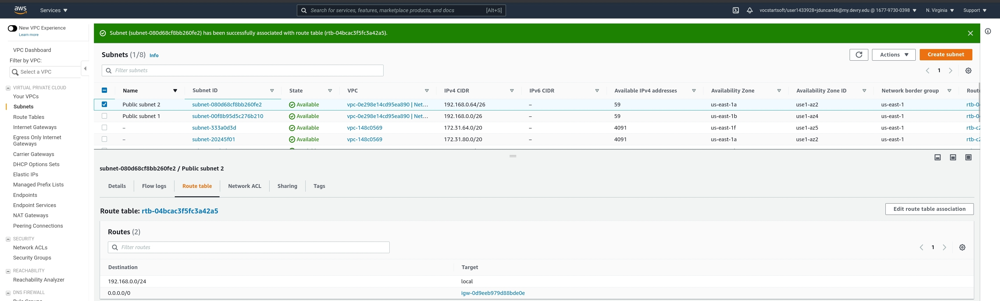 aws Services Search for services, features, marketplace products, and docs [Alt+S] vocstartsoft/user1433928=jduncan46@my.devry.edu @ 1677-9730-0398 N. Virginia Support
New VPC Experience
Learn more
VPC Dashboard
Filter by VPC:
Select a VPC
VIRTUAL PRIVATE CLOUD
Your VPCs
Subnets
Route Tables
Internet Gateways
Egress Only Internet
Gateways
Carrier Gateways
DHCP Options Sets
Elastic IPs
Managed Prefix Lists
Endpoints
Endpoint Services
NAT Gateways
Peering Connections
SECURITY
Network ACLs
Security Groups
REACHABILITY
Reachability Analyzer
DNS FIREWALL
Subnet (subnet-080d68cf8bb260fe2) has been successfully associated with route table (rtb-04bcac3f5fc3a42a5).
Subnets (1/8) Info Actions Create subnet
Filter subnets 1
Name Subnet ID State VPC IPv4 CIDR IPv6 CIDR Available IPv4 addresses Availability Zone Availability Zone ID Network border group Route
Public subnet 2 subnet-080d68cf8bb260fe2 Available vpc-0e298e14cd95ea890 | Net... 192.168.0.64/26 – 59 us-east-1a use1-az2 us-east-1 rtb-04
Public subnet 1 subnet-00f8b95d5c276b210 Available vpc-0e298e14cd95ea890 | Net... 192.168.0.0/26 – 59 us-east-1b use1-az4 us-east-1 rtb-04
– subnet-333a0d3d Available vpc-148c0569 172.31.64.0/20 – 4091 us-east-1f use1-az5 us-east-1 rtb-c2
– subnet-20245f01 Available vpc-148c0569 172.31.80.0/20 – 4091 us-east-1a use1-az2 us-east-1 rtb-c2
subnet-080d68cf8bb260fe2 / Public subnet 2
Details Flow logs Route table Network ACL Sharing Tags
Route table: rtb-04bcac3f5fc3a42a5 Edit route table association
Routes (2)
Filter routes 1
Destination Target
192.168.0.0/24 local
0.0.0.0/0 igw-0d9eeb979d88bde0e